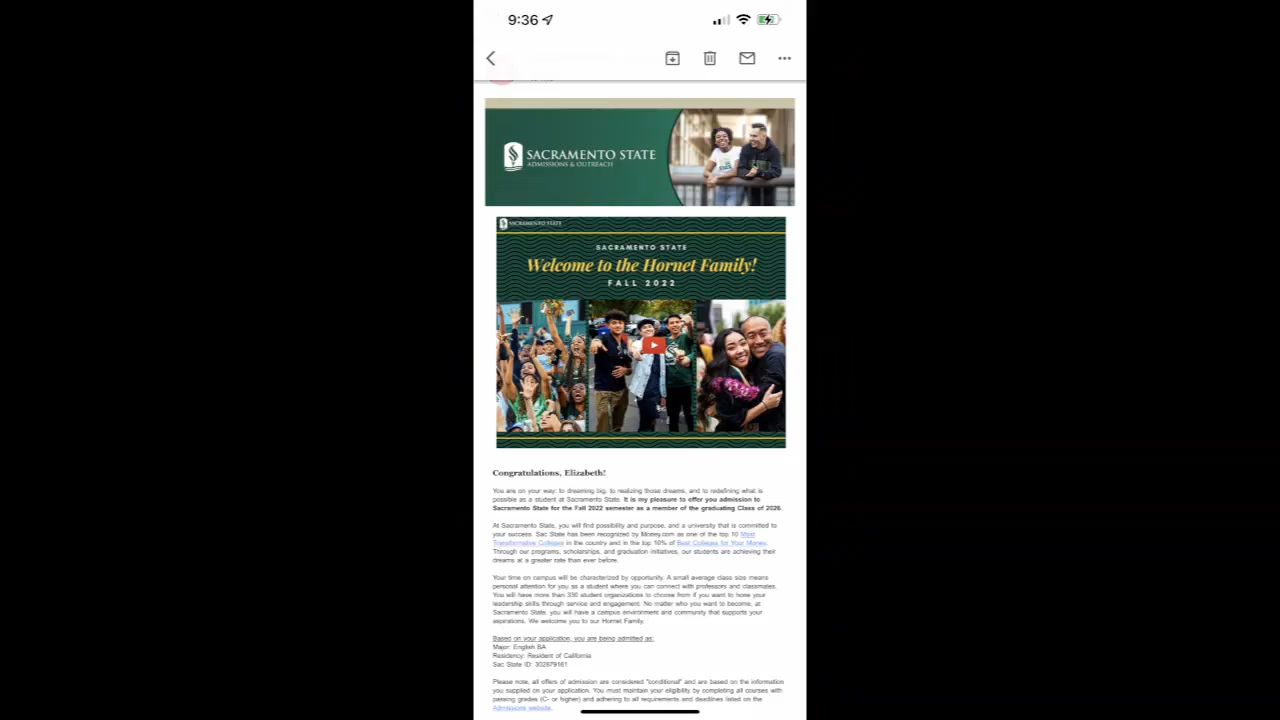 9:36
SACRAMENTO STATE
ADMISSIONS & OUTREACH
SACRAMENTO STATE
SACRAMENTO STATE
Welcome to the Hornet Family!
FALL 2022
Congratulations, Elizabeth!
You are on your way: to dreaming big, to realizing those dreams, and to redefining what is
possible as a student at Sacramento State. It is my pleasure to offer you admission to
Sacramento State for the Fall 2022 semester as a member of the graduating Class of 2026.
At Sacramento State, you will find possibility and purpose, and a university that is committed to
your success. Sac State has been recognized by Money.com as one of the top 10 Most
Transformative Colleges in the country and in the top 10% of Best Colleges for Your Money.
Through our programs, scholarships, and graduation initiatives, our students are achieving their
dreams at a greater rate than ever before.
Your time on campus will be characterized by opportunity. A small average class size means
personal attention for you as a student where you can connect with professors and classmates.
You will have more than 330 student organizations to choose from if you want to hone your
leadership skills through service and engagement. No matter who you want to become, at
Sacramento State, you will have a campus environment and community that supports your
aspirations. We welcome you to our Hornet Family.
Based on your application, you are being admitted as:
Major: English BA
Residency: Resident of California
Sac State ID: 302679161
Please note, all offers of admission are considered "conditional" and are based on the information
you supplied on your application. You must maintain your eligibility by completing all courses with
passing grades (C- or higher) and adhering to all requirements and deadlines listed on the
Admissions website.